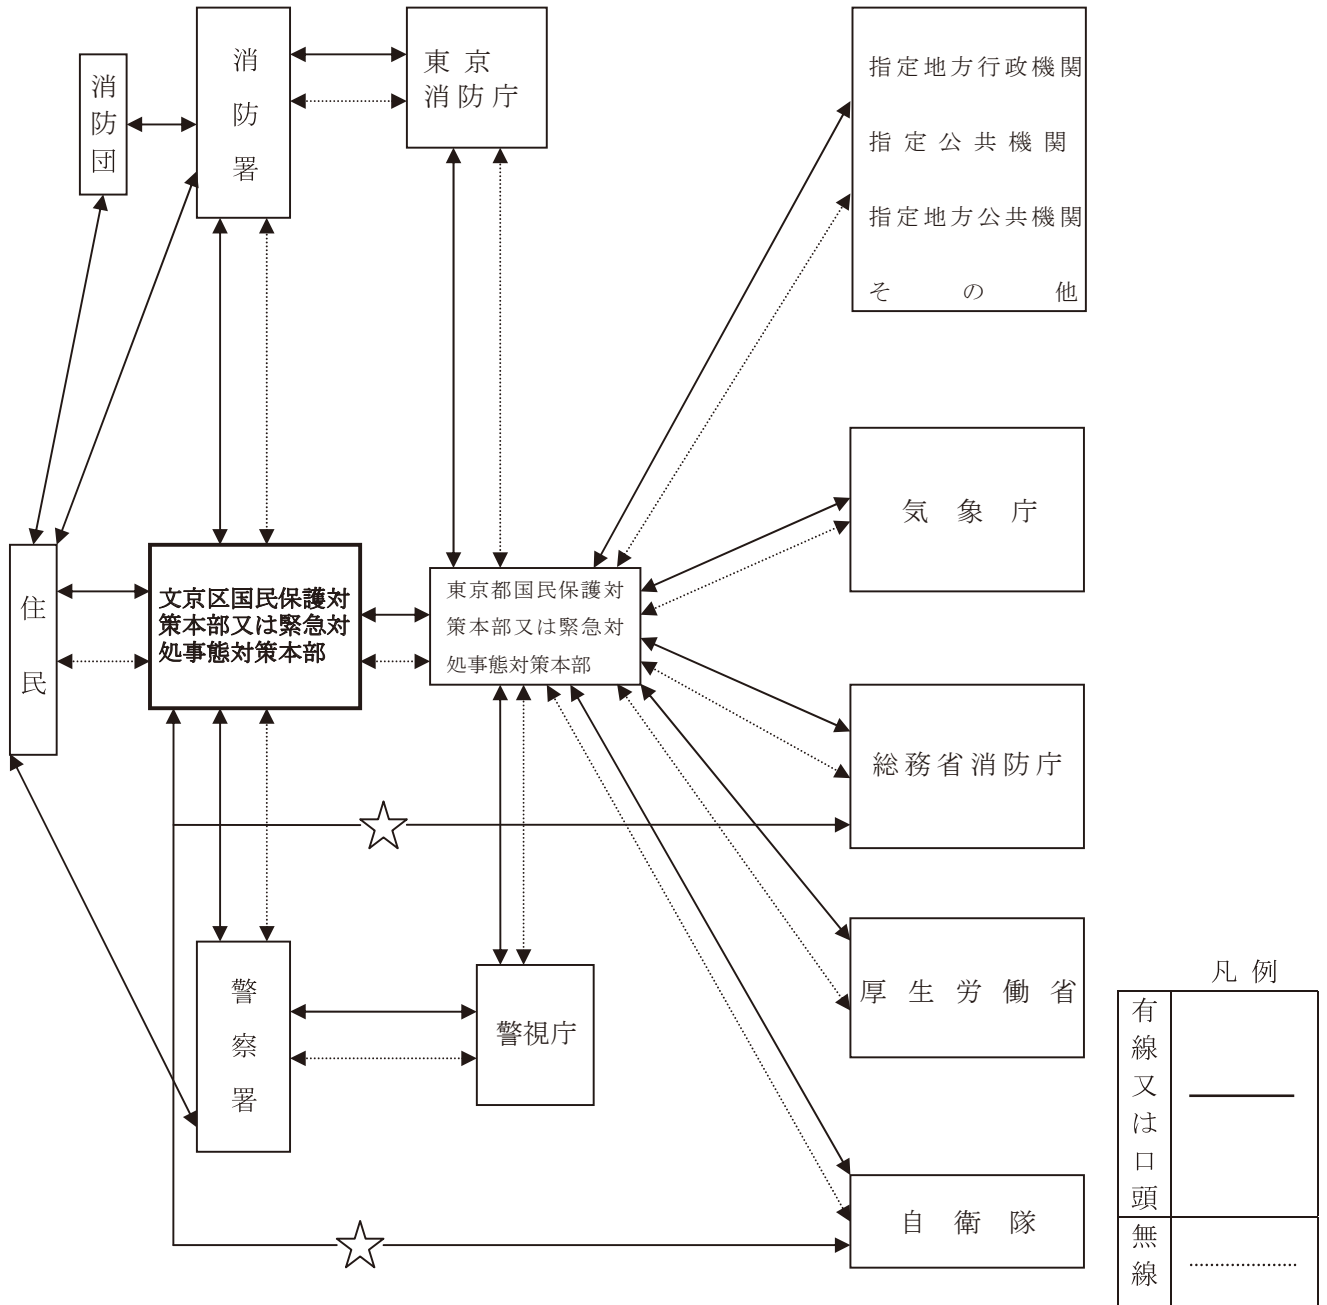 消防団
消防署
東京
消防庁
指定地方行政機関
指定公共機関
指定地方公共機関
その他
気象庁
住民
文京区国民保護対
策本部又は緊急対
処事態対策本部
東京都国民保護対
策本部又は緊急対
処事態対策本部
総務省消防庁
厚生労働省
警察署
警視庁
自衛隊
凡例
有線又は口頭
無線